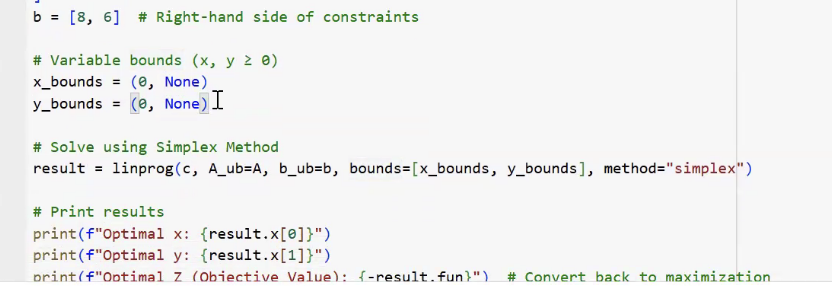 ]
b = [8, 6]  # Right-hand side of constraints
# Variable bounds (x, y ≥ 0)
x_bounds = (0, None)
y_bounds = (0, None)
# Solve using Simplex Method
result = linprog(c, A_ub=A, b_ub=b, bounds=[x_bounds, y_bounds], method="simplex")
# Print results
print(f"Optimal x: {result.x[0]}")
print(f"Optimal y: {result.x[1]}")
print(f"Optimal Z (Objective Value): {-result.fun}")  # Convert back to maximization